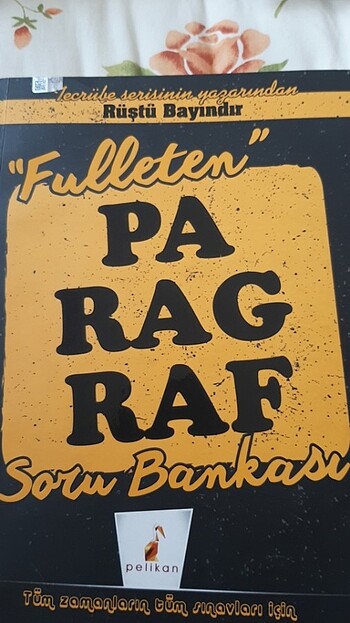 Tecrübe serisinin yazarından
Rüştü Bayındır
"Fulleten"
PA
RAG
RAF
Soru Bankası
pelikan
Tüm zamanların tüm sınavları için